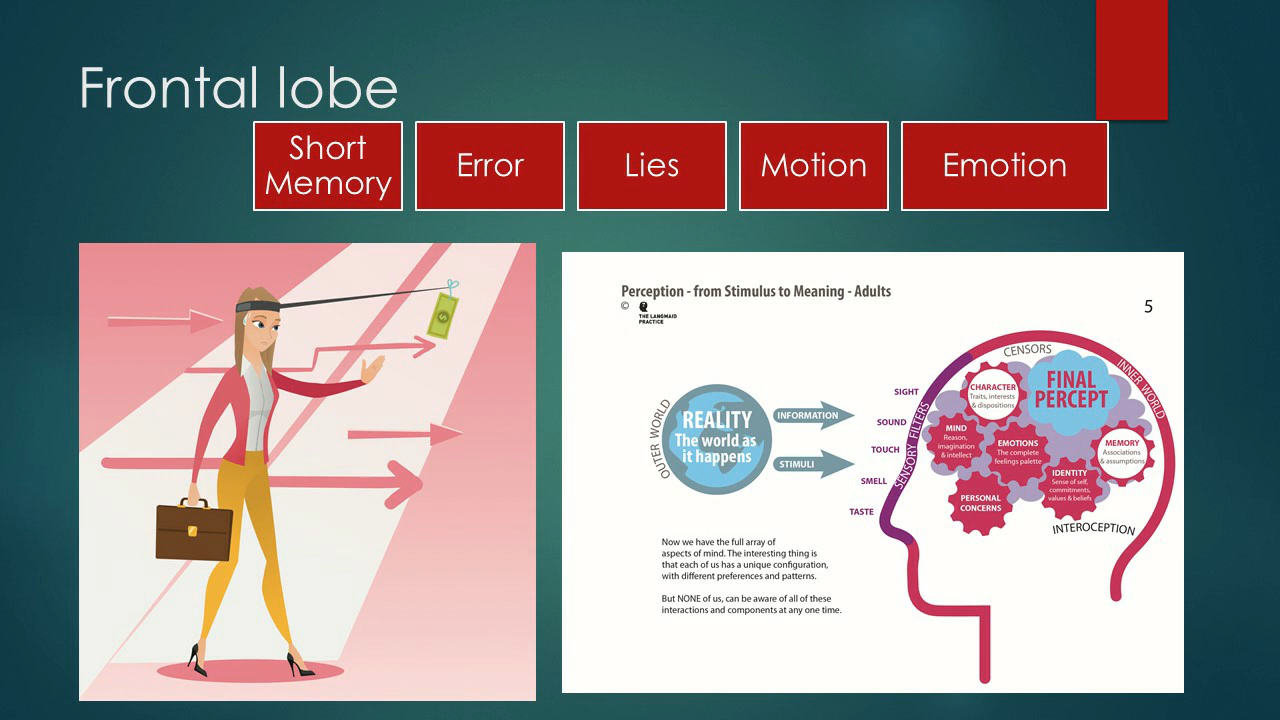 Frontal lobe
Short
Memory
Error
Lies
Motion
Emotion
$
Perception - from Stimulus to Meaning - Adults
©
?
THE LANGMAID
PRACTICE
5
OUTER WORLD
REALITY
The world as
it happens
INFORMATION
STIMULI
SIGHT
SOUND
TOUCH
SMELL
TASTE
SENSORY FILTERS
CENSORS
INNER WORLD
CHARACTER
Traits, interests
& dispositions
FINAL
PERCEPT
MIND
Reason,
imagination
& intellect
EMOTIONS
The complete
feelings palette
MEMORY
Associations
& assumptions
IDENTITY
Sense of self,
commitments,
values & beliefs
PERSONAL
CONCERNS
INTEROCEPTION
Now we have the full array of
aspects of mind. The interesting thing is
that each of us has a unique configuration,
with different preferences and patterns.
But NONE of us, can be aware of all of these
interactions and components at any one time.